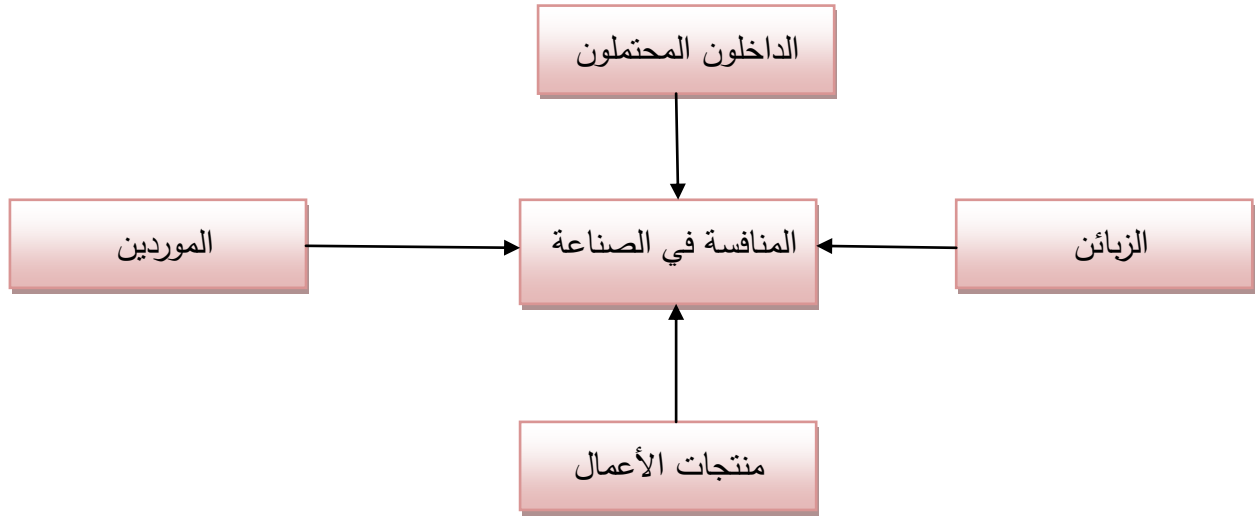 الداخلون المحتملون
الزبائن
المنافسة في الصناعة
الموردين
منتجات الأعمال